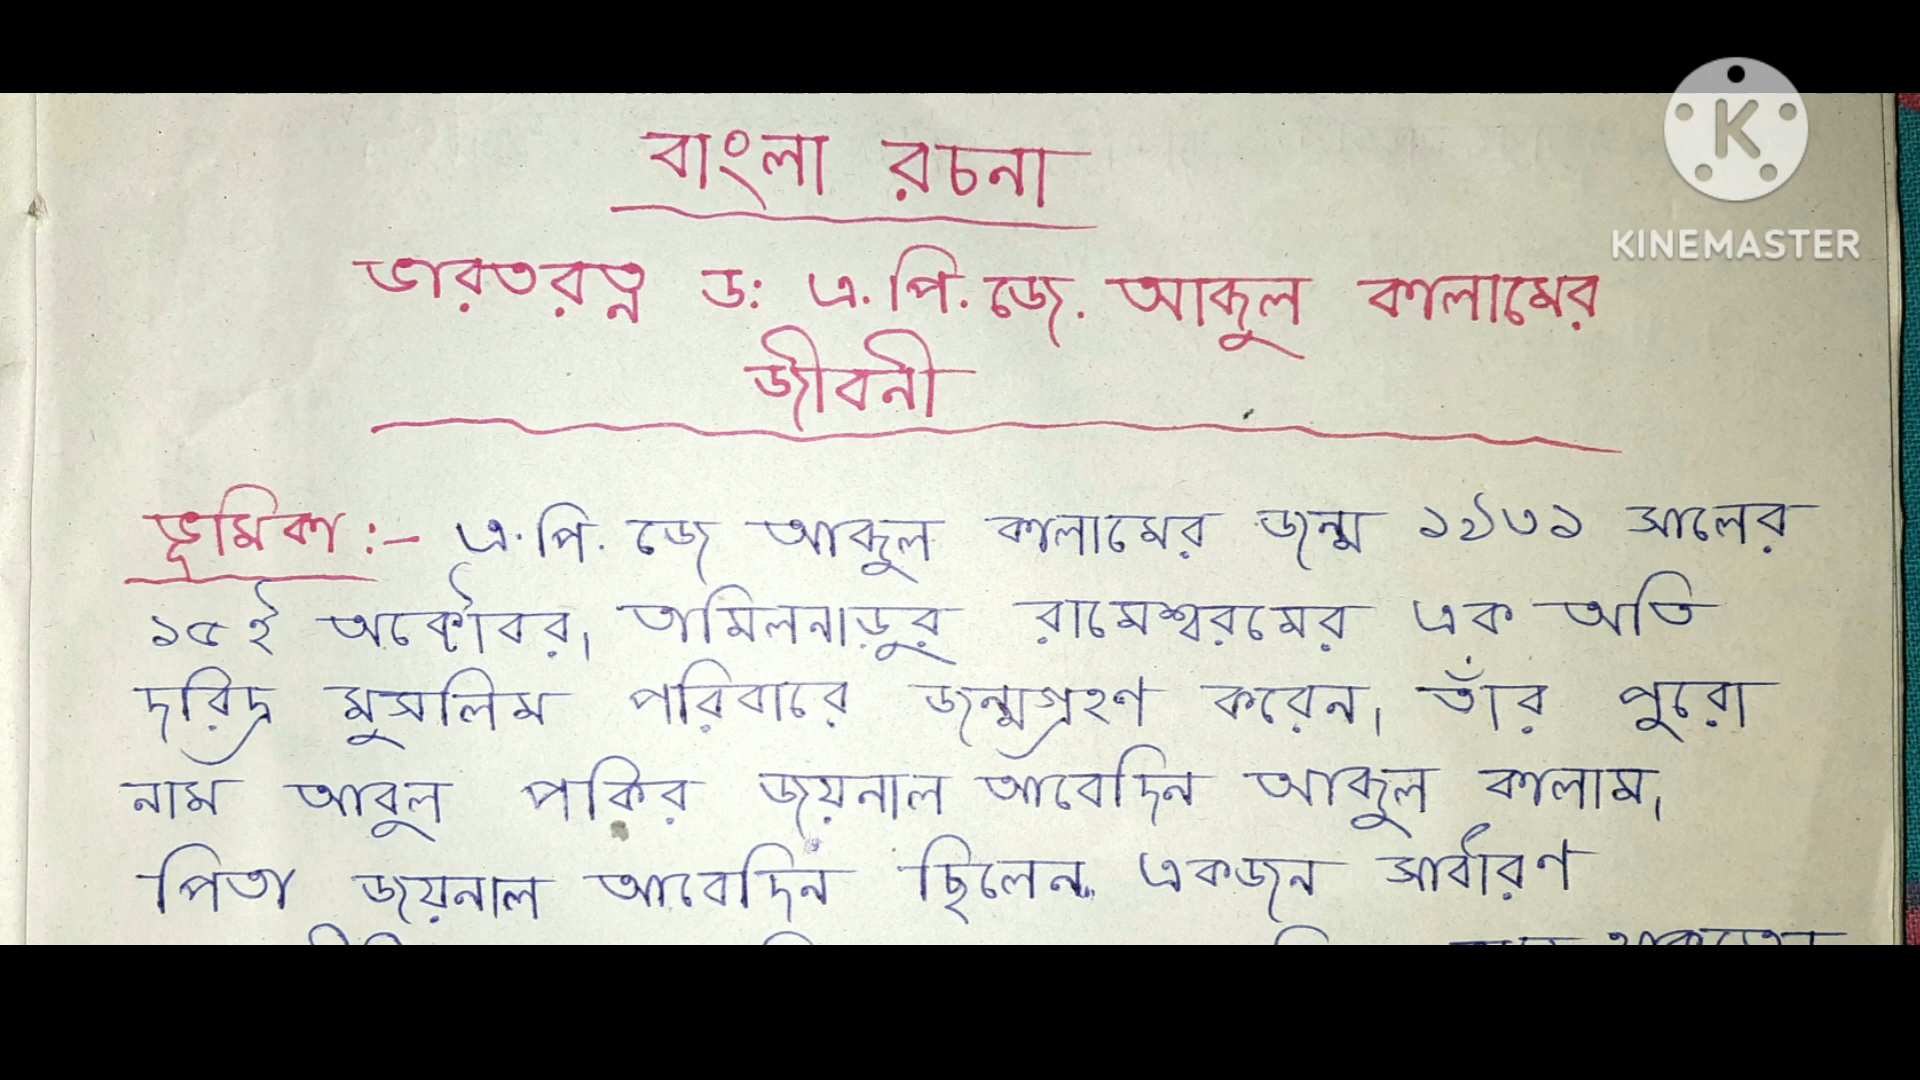 বাংলা রচনা
KINEMASTER
ভারতরত্ন ড: এ.পি.জে. আব্দুল কালামের
জীবনী
ভূমিকা :- এ.পি. জে আব্দুল কালামের জন্ম ১৯৩১ সালের
১৫ই অক্টোবর, তামিলনাড়ুর রামেশ্বরমের এক অতি
দরিদ্র মুসলিম পরিবারে জন্মগ্রহণ করেন। তাঁর পুরো
নাম আবুল পকির জয়নাল আবেদিন আব্দুল কালাম।
পিতা জয়নাল আবেদিন ছিলেন একজন সাধারণ